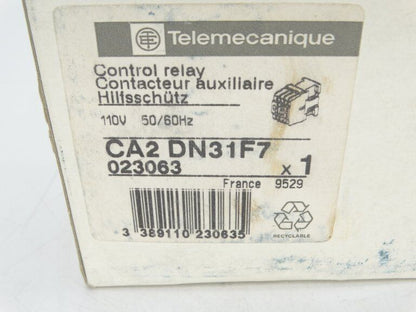 Telemecanique
Control relay
Contacteur auxiliaire
Hilfsschütz
110V 50/60Hz
CA2 DN31F7
023063 x 1
France 9529
3 389110 230635
RECYCLABLE